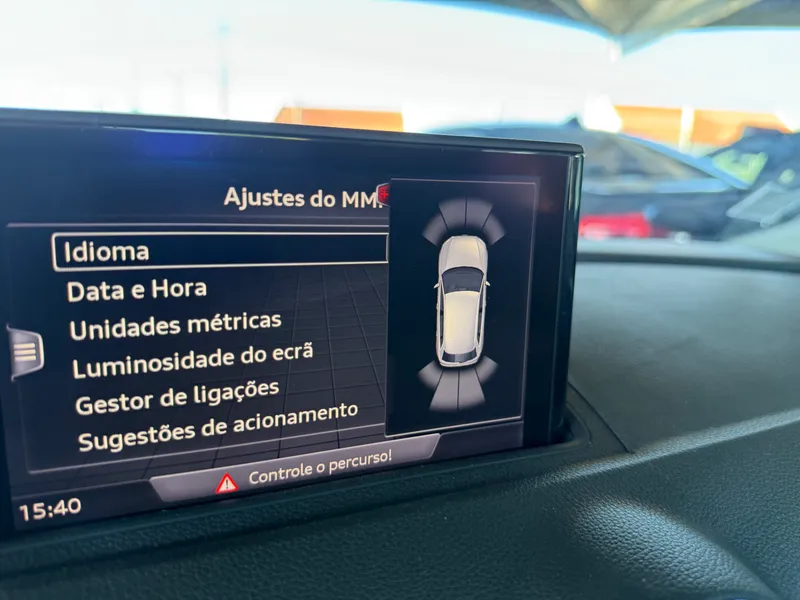 Ajustes do MM
Idioma
Data e Hora
Unidades métricas
Luminosidade do ecrã
Gestor de ligações
Sugestões de acionamento
Controle o percurso!
15:40